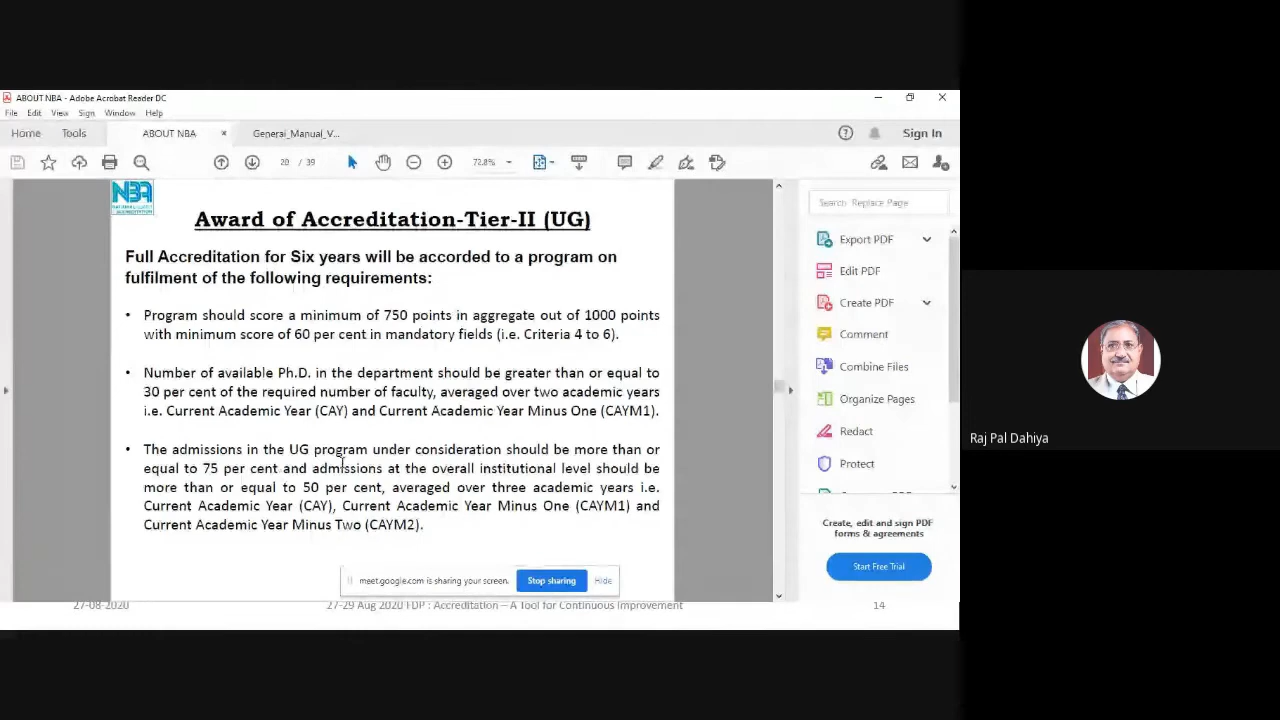 ABOUT NBA - Adobe Acrobat Reader DC
File Edit View Sign Window Help
Home Tools ABOUT NBA × General_Manual_V... Sign In
20 / 39 72.8%
NBA
Award of Accreditation-Tier-II (UG)
Full Accreditation for Six years will be accorded to a program on
fulfilment of the following requirements:
• Program should score a minimum of 750 points in aggregate out of 1000 points
with minimum score of 60 per cent in mandatory fields (i.e. Criteria 4 to 6).
• Number of available Ph.D. in the department should be greater than or equal to
30 per cent of the required number of faculty, averaged over two academic years
i.e. Current Academic Year (CAY) and Current Academic Year Minus One (CAYM1).
• The admissions in the UG program under consideration should be more than or
equal to 75 per cent and admissions at the overall institutional level should be
more than or equal to 50 per cent, averaged over three academic years i.e.
Current Academic Year (CAY), Current Academic Year Minus One (CAYM1) and
Current Academic Year Minus Two (CAYM2).
meet.google.com is sharing your screen. Stop sharing Hide
27-08-2020 27-29 Aug 2020 FDP : Accreditation – A Tool for Continuous Improvement 14
Search 'Replace Page'
Export PDF
Edit PDF
Create PDF
Comment
Combine Files
Organize Pages
Redact
Protect
Create, edit and sign PDF
forms & agreements
Start Free Trial
Raj Pal Dahiya